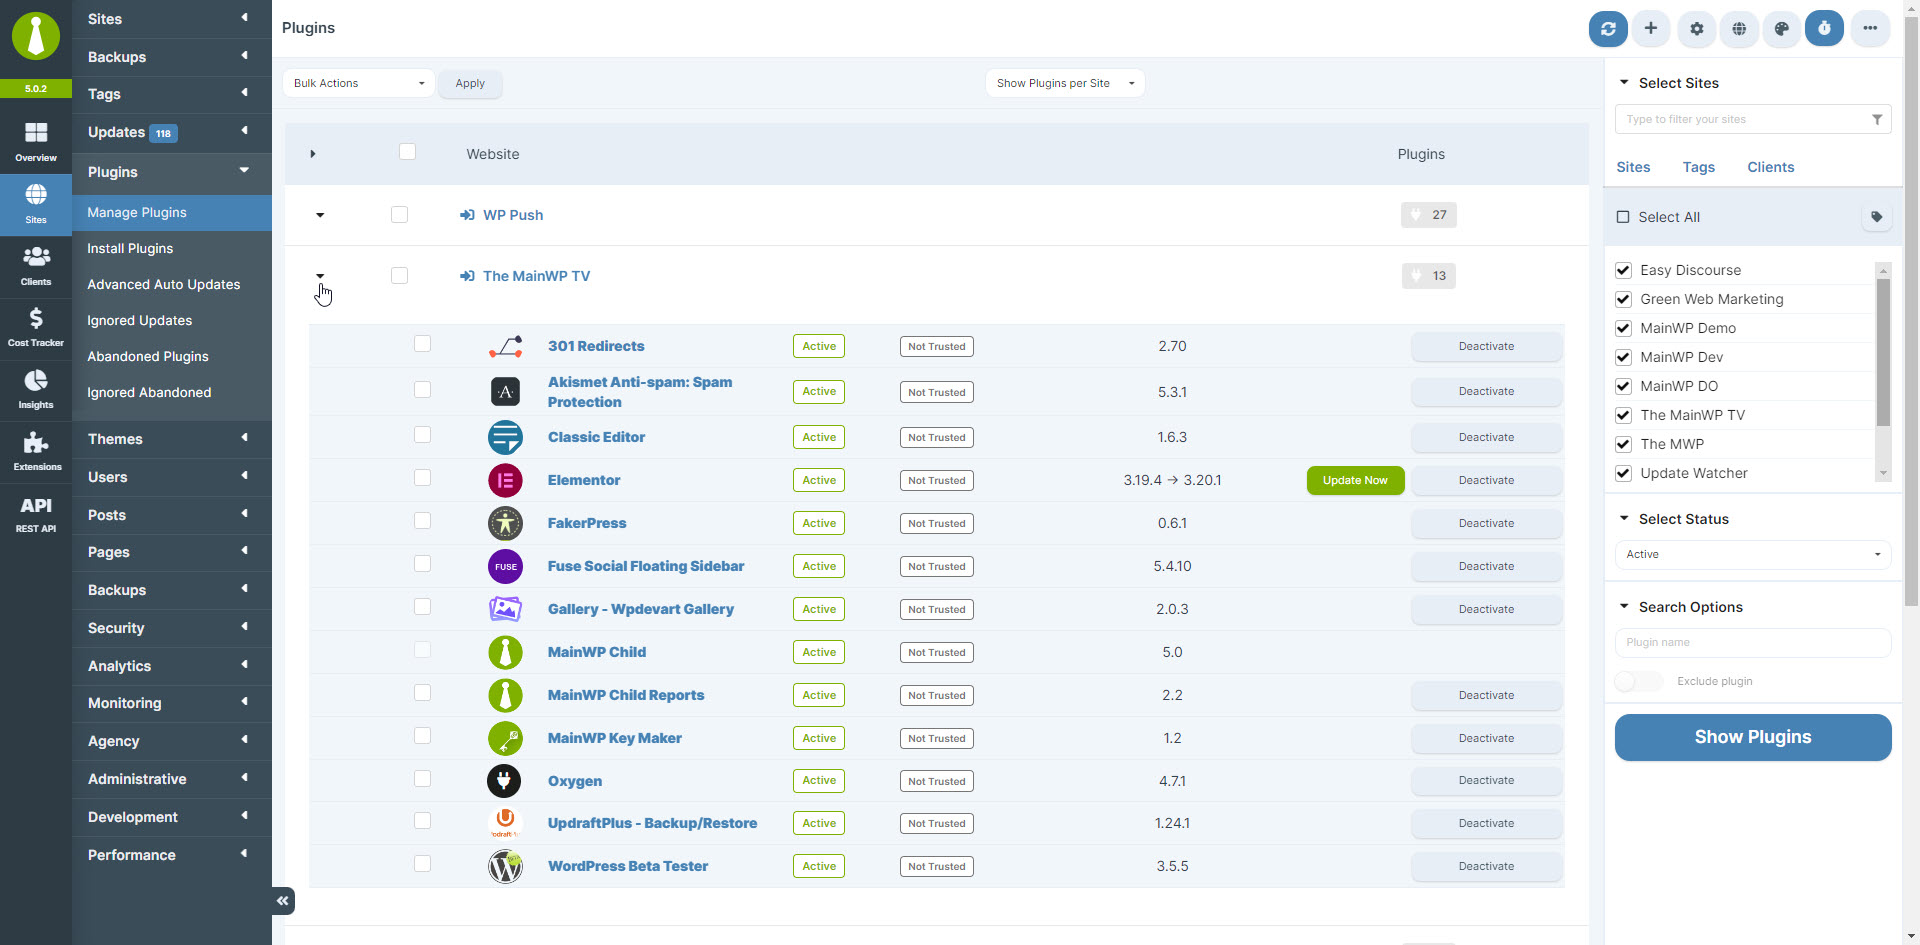 5.0.2
Overview
Sites
Clients
Cost Tracker
Insights
Extensions
API
REST API
Sites
Backups
Tags
Updates 118
Plugins
Manage Plugins
Install Plugins
Advanced Auto Updates
Ignored Updates
Abandoned Plugins
Ignored Abandoned
Themes
Users
Posts
Pages
Backups
Security
Analytics
Monitoring
Agency
Administrative
Development
Performance
Plugins
Bulk Actions Apply Show Plugins per Site
Website Plugins
WP Push 27
The MainWP TV 13
301 Redirects Active Not Trusted 2.70 Deactivate
A Akismet Anti-spam: Spam
Protection Active Not Trusted 5.3.1 Deactivate
Classic Editor Active Not Trusted 1.6.3 Deactivate
Elementor Active Not Trusted 3.19.4 → 3.20.1 Update Now Deactivate
FakerPress Active Not Trusted 0.6.1 Deactivate
FUSE Fuse Social Floating Sidebar Active Not Trusted 5.4.10 Deactivate
Gallery - Wpdevart Gallery Active Not Trusted 2.0.3 Deactivate
MainWP Child Active Not Trusted 5.0
MainWP Child Reports Active Not Trusted 2.2 Deactivate
MainWP Key Maker Active Not Trusted 1.2 Deactivate
Oxygen Active Not Trusted 4.7.1 Deactivate
UpdraftPlus - Backup/Restore Active Not Trusted 1.24.1 Deactivate
WordPress Beta Tester Active Not Trusted 3.5.5 Deactivate
Select Sites
Type to filter your sites
Sites Tags Clients
Select All
Easy Discourse
Green Web Marketing
MainWP Demo
MainWP Dev
MainWP DO
The MainWP TV
The MWP
Update Watcher
Select Status
Active
Search Options
Plugin name
Exclude plugin
Show Plugins